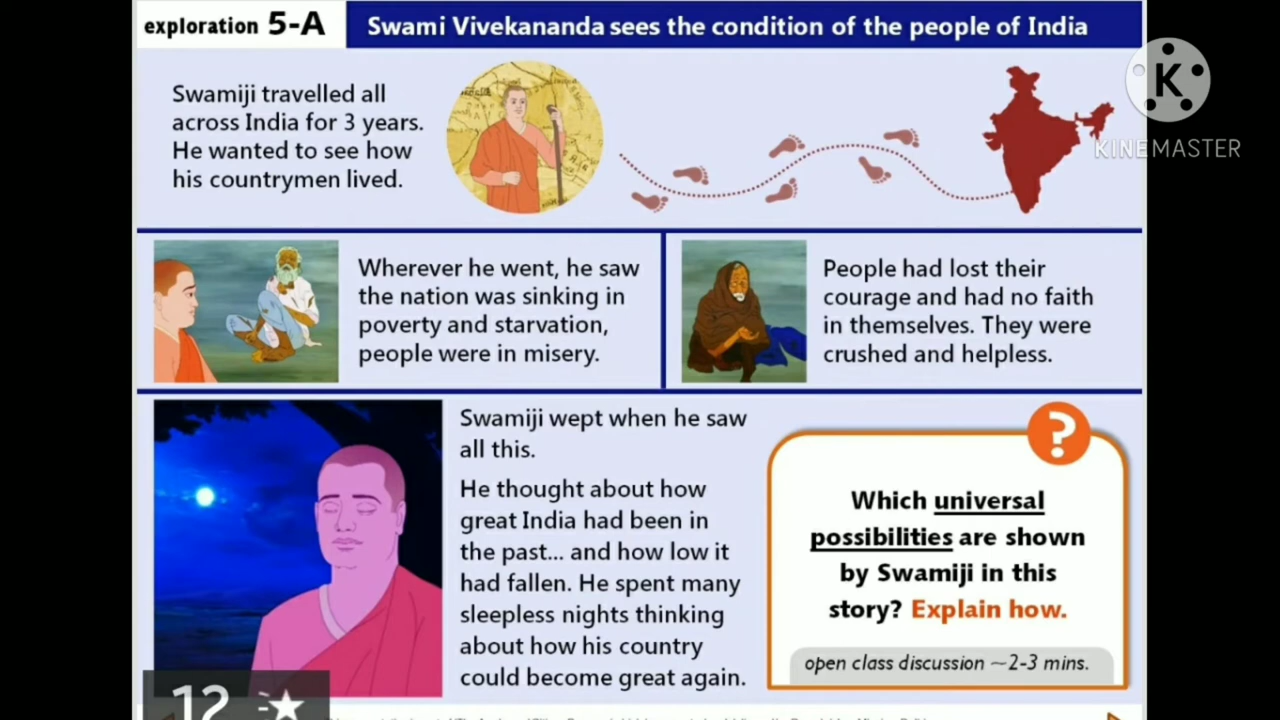 exploration 5-A
Swami Vivekananda sees the condition of the people of India
Swamiji travelled all
across India for 3 years.
He wanted to see how
his countrymen lived.
K
KINEMASTER
Wherever he went, he saw
the nation was sinking in
poverty and starvation,
people were in misery.
People had lost their
courage and had no faith
in themselves. They were
crushed and helpless.
Swamiji wept when he saw
all this.
He thought about how
great India had been in
the past... and how low it
had fallen. He spent many
sleepless nights thinking
about how his country
could become great again.
?
Which universal
possibilities are shown
by Swamiji in this
story? Explain how.
open class discussion ~2-3 mins.
12